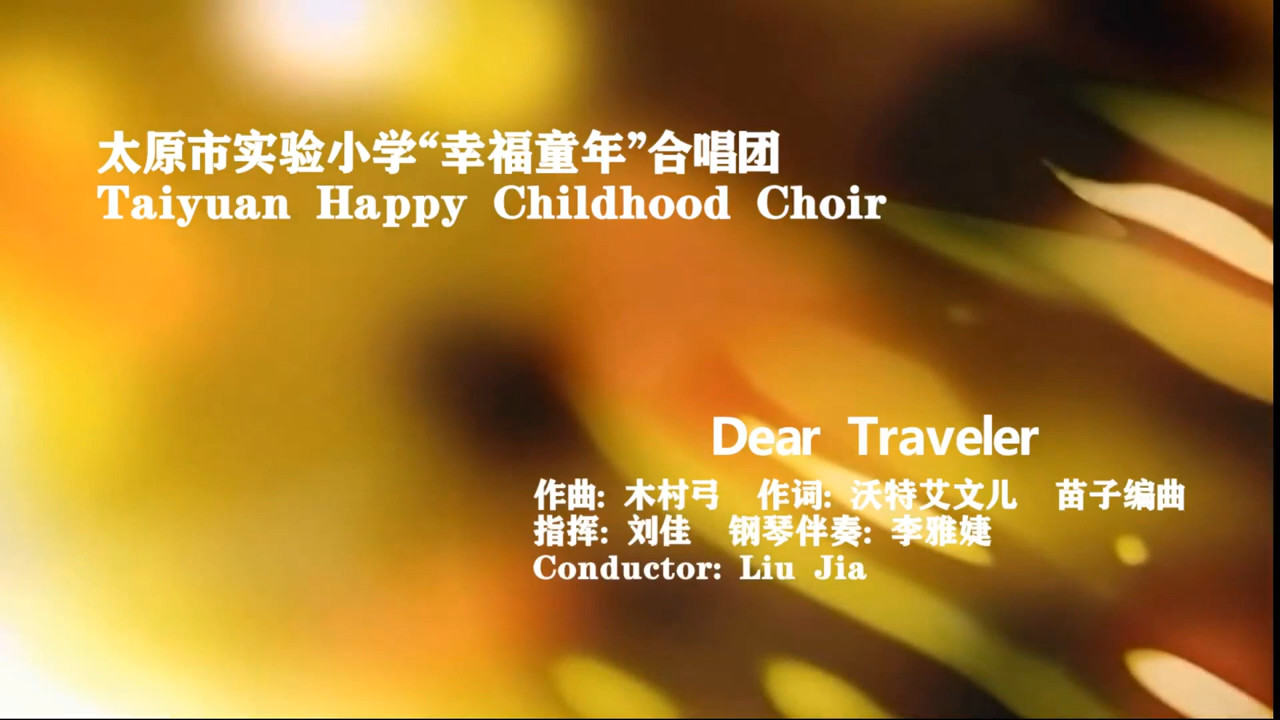 太原市实验小学“幸福童年”合唱团
Taiyuan Happy Childhood Choir
Dear Traveler
作曲: 木村弓 作词: 沃特艾文儿 苗子编曲
指挥: 刘佳 钢琴伴奏: 李雅婕
Conductor: Liu Jia